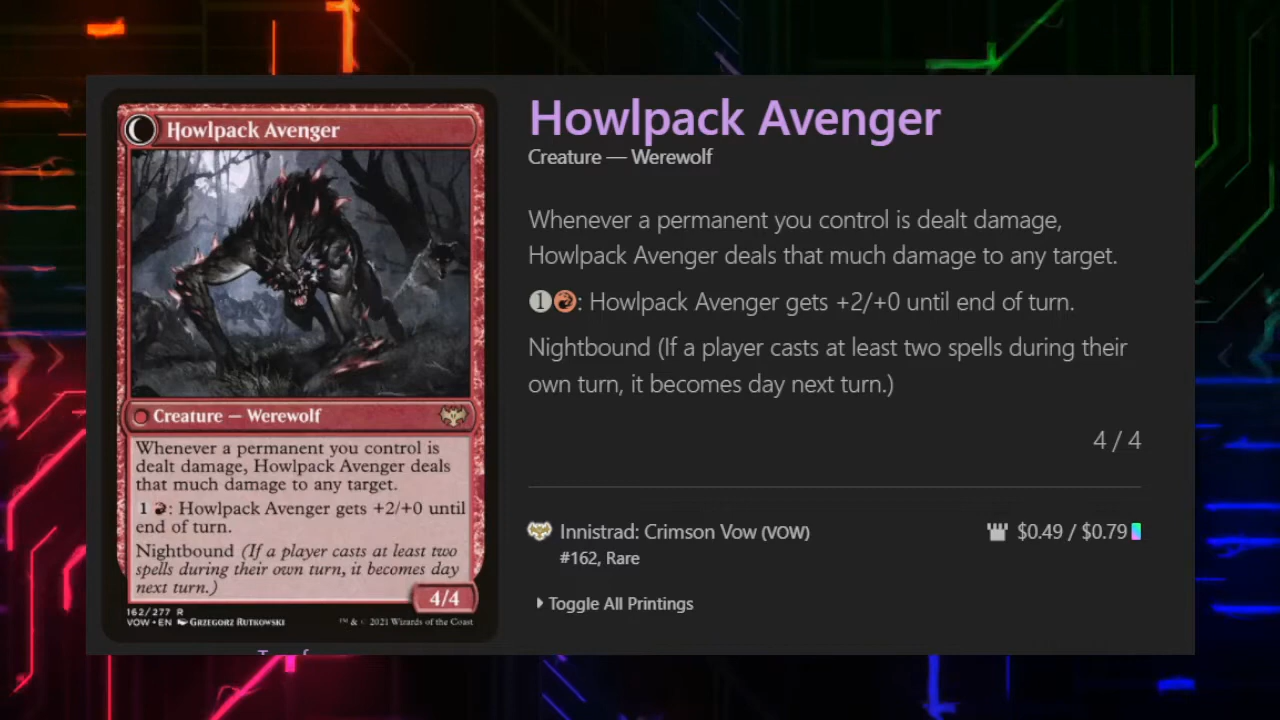 Howlpack Avenger
Creature — Werewolf
Whenever a permanent you control is
dealt damage, Howlpack Avenger deals
that much damage to any target.
1 : Howlpack Avenger gets +2/+0 until
end of turn.
Nightbound (If a player casts at least two
spells during their own turn, it becomes day
next turn.)
4/4
162/277 R
VOW • EN Grzegorz Rutkowski
™ & © 2021 Wizards of the Coast
Howlpack Avenger
Creature — Werewolf
Whenever a permanent you control is dealt damage,
Howlpack Avenger deals that much damage to any target.
1 : Howlpack Avenger gets +2/+0 until end of turn.
Nightbound (If a player casts at least two spells during their
own turn, it becomes day next turn.)
4 / 4
Innistrad: Crimson Vow (VOW)
#162, Rare
$0.49 / $0.79
Toggle All Printings